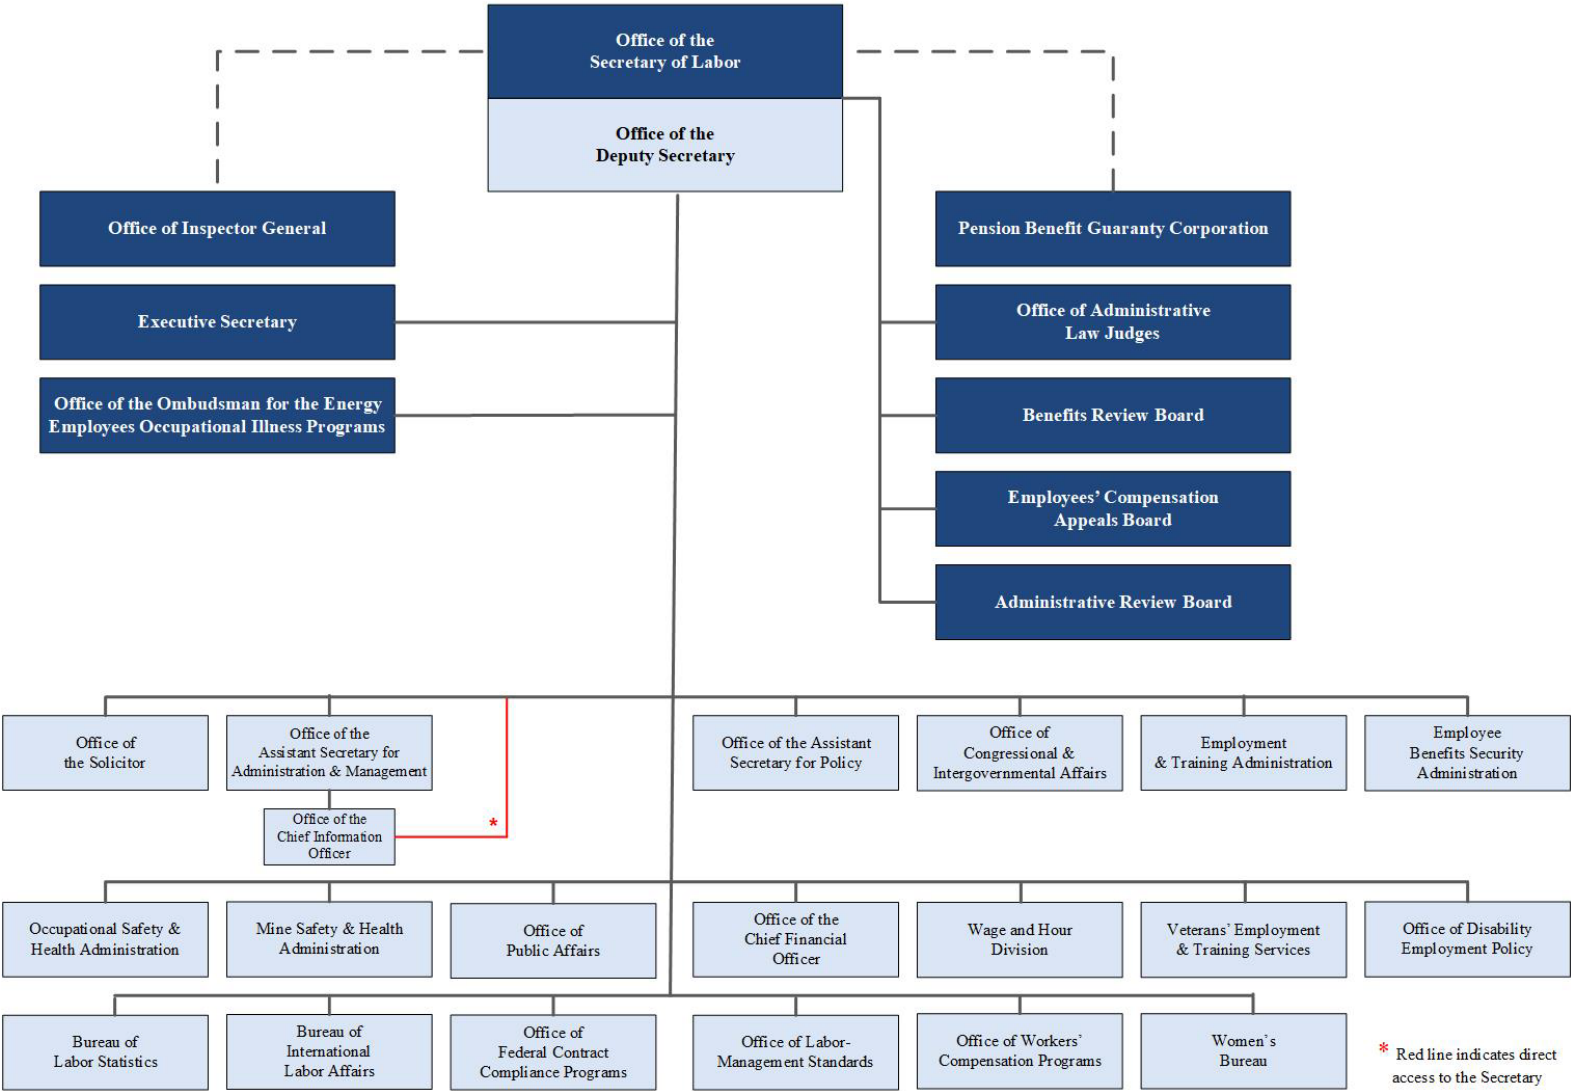 Office of the
Secretary of Labor
Office of the
Deputy Secretary
Office of Inspector General
Pension Benefit Guaranty Corporation
Executive Secretary
Office of Administrative
Law Judges
Office of the Ombudsman for the Energy
Employees Occupational Illness Programs
Benefits Review Board
Employees’ Compensation
Appeals Board
Administrative Review Board
Office of
the Solicitor
Office of the
Assistant Secretary for
Administration & Management
Office of the Assistant
Secretary for Policy
Office of
Congressional &
Intergovernmental Affairs
Employment
& Training Administration
Employee
Benefits Security
Administration
Office of the
Chief Information
Officer
*
Occupational Safety &
Health Administration
Mine Safety & Health
Administration
Office of
Public Affairs
Office of the
Chief Financial
Officer
Wage and Hour
Division
Veterans’ Employment
& Training Services
Office of Disability
Employment Policy
Bureau of
Labor Statistics
Bureau of
International
Labor Affairs
Office of
Federal Contract
Compliance Programs
Office of Labor-
Management Standards
Office of Workers’
Compensation Programs
Women’s
Bureau
* Red line indicates direct
access to the Secretary